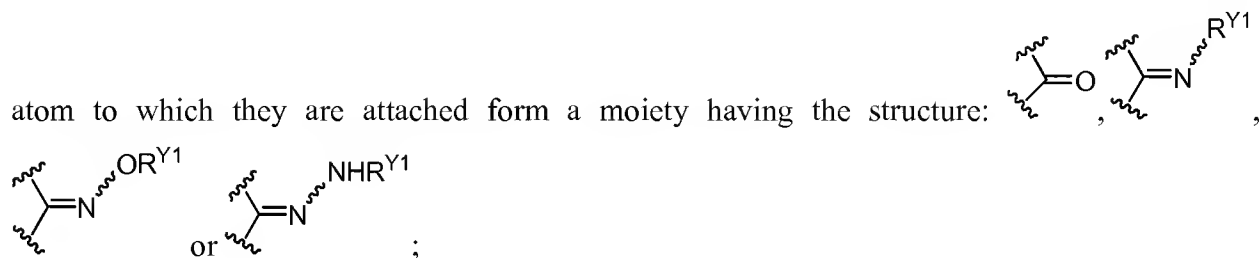 atom to which they are attached form a moiety having the structure: =O , =N R^Y1 ,
=N OR^Y1 or =N NHR^Y1 ;